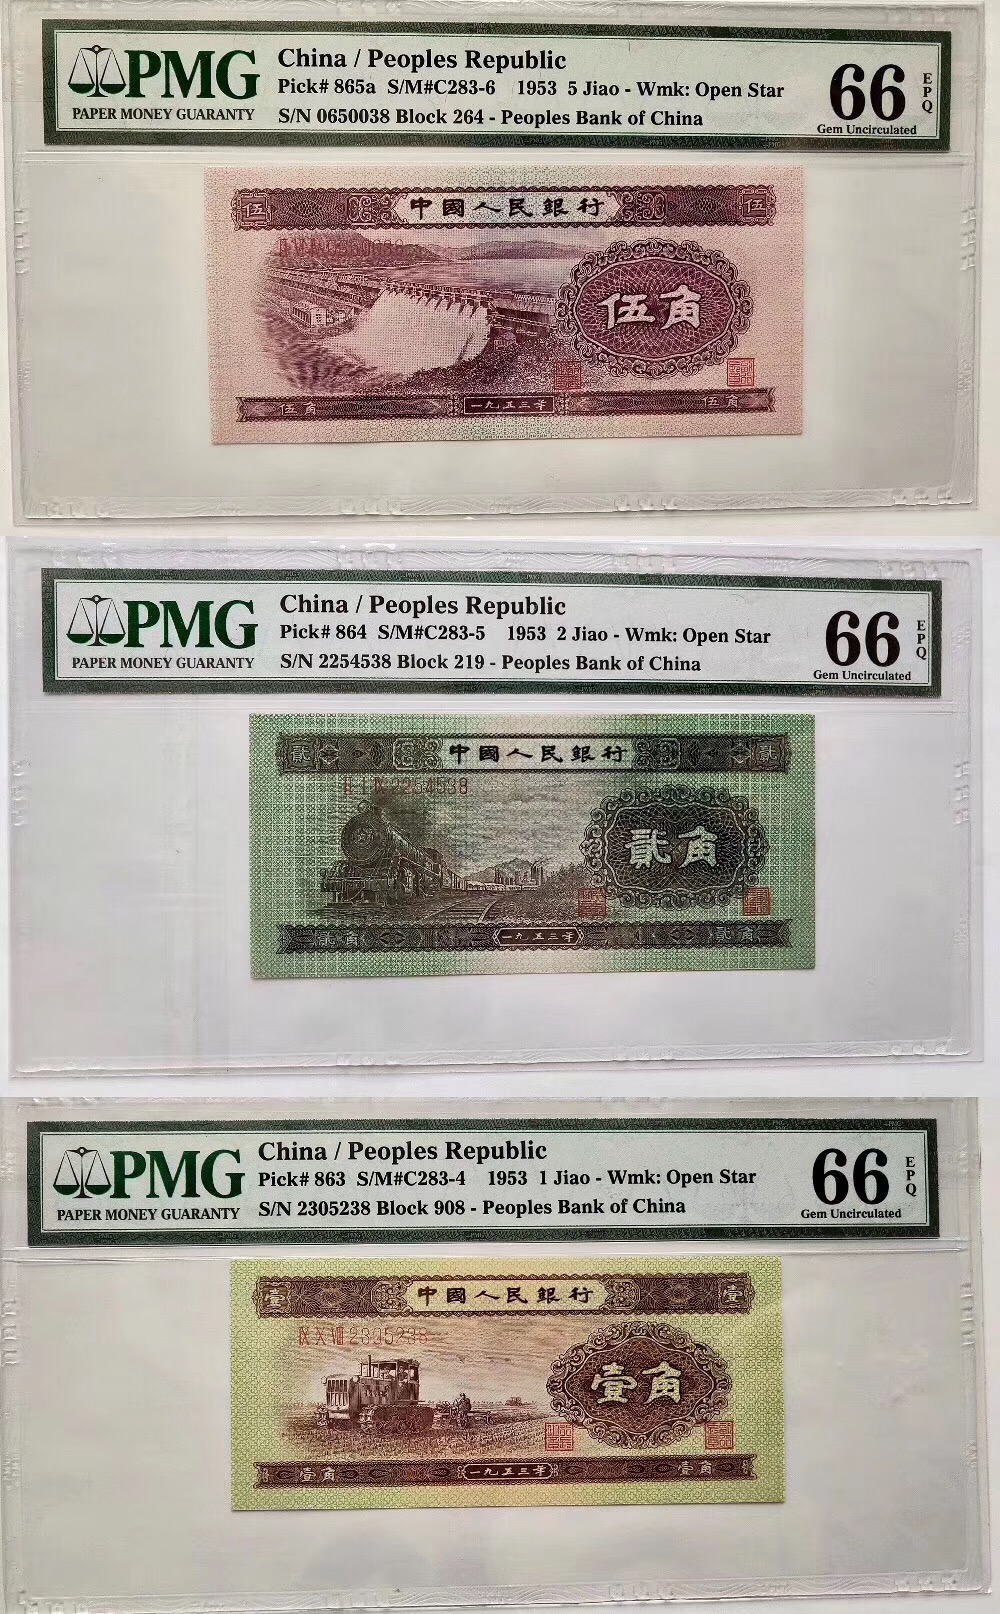 PMG
PAPER MONEY GUARANTY
China / Peoples Republic
Pick# 865a S/M#C283-6 1953 5 Jiao - Wmk: Open Star
S/N 0650038 Block 264 - Peoples Bank of China
66
EPQ
Gem Uncirculated
伍 中國人民銀行 伍
伍角
伍角 一九五三年 伍角
PMG
PAPER MONEY GUARANTY
China / Peoples Republic
Pick# 864 S/M#C283-5 1953 2 Jiao - Wmk: Open Star
S/N 2254538 Block 219 - Peoples Bank of China
66
EPQ
Gem Uncirculated
貳 中國人民銀行 貳
II I IX 2254538
貳角
貳角 一九五三年 貳角
PMG
PAPER MONEY GUARANTY
China / Peoples Republic
Pick# 863 S/M#C283-4 1953 1 Jiao - Wmk: Open Star
S/N 2305238 Block 908 - Peoples Bank of China
66
EPQ
Gem Uncirculated
壹 中國人民銀行 壹
IX X VIII 2305238
壹角
壹角 一九五三年 壹角